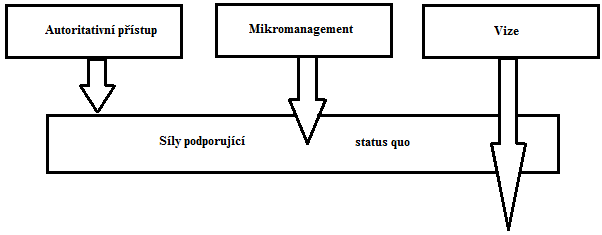 Autoritativní přístup
Mikromanagement
Vize
Síly podporující status quo